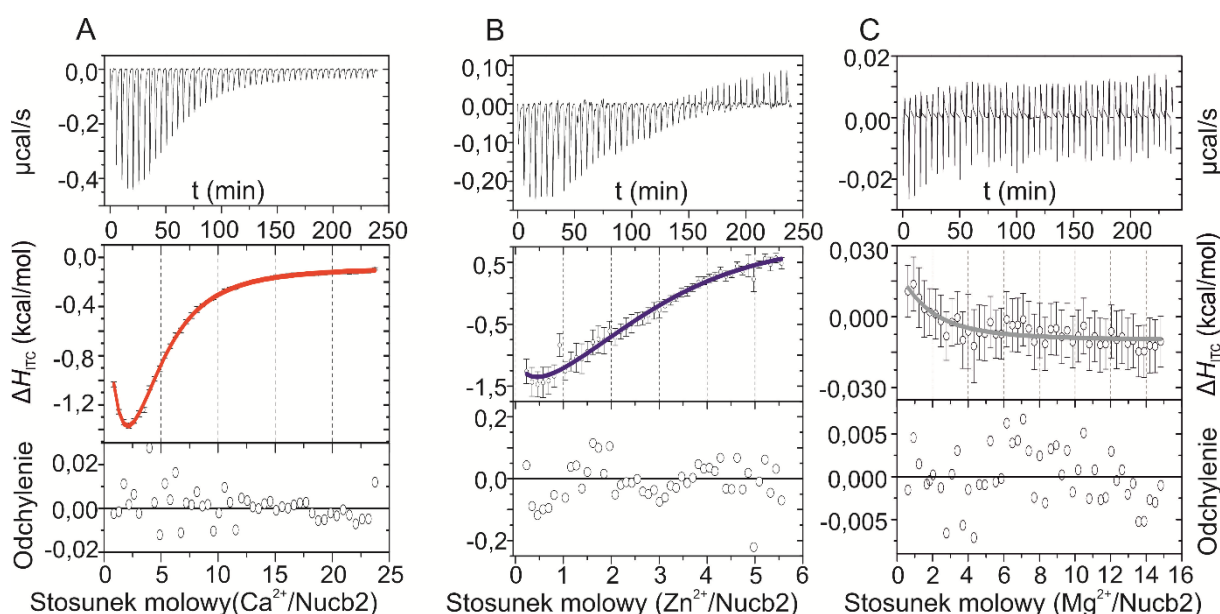 A
0,0
-0,2
-0,4
µcal/s
t (min)
0 50 100 150 200 250
0,0
-0,4
-0,8
-1,2
ΔH_ITC (kcal/mol)
0,02
0,00
-0,02
Odchylenie
0 5 10 15 20 25
Stosunek molowy(Ca²⁺/Nucb2)
B
0,10
0,00
-0,10
-0,20
t (min)
0 50 100 150 200
0,5
-0,5
-1,5
0,2
0,0
-0,2
0 1 2 3 4 5 6
Stosunek molowy (Zn²⁺/Nucb2)
C
0,02
0,00
-0,02
µcal/s
t (min)
0 50 100 150 200
0,030
0,000
-0,030
ΔH_ITC (kcal/mol)
0,005
0,000
-0,005
Odchylenie
0 2 4 6 8 10 12 14 16
Stosunek molowy (Mg²⁺/Nucb2)